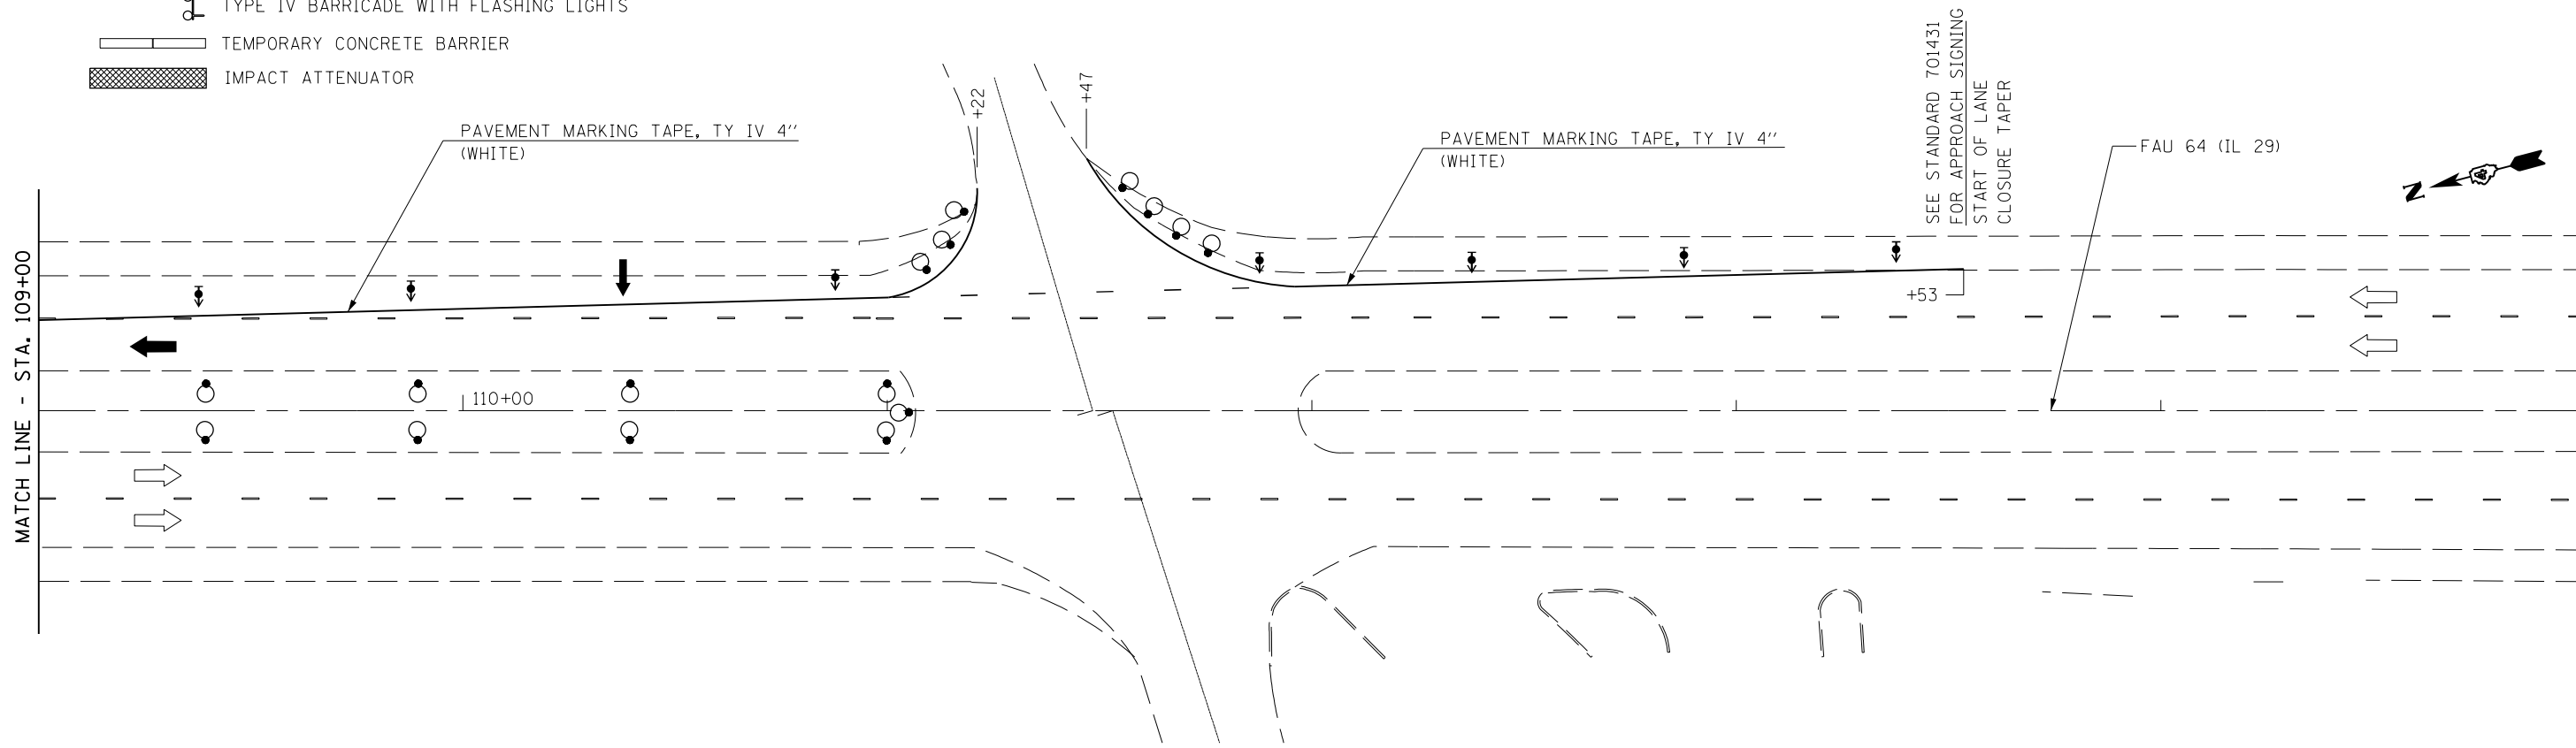 TYPE IV BARRICADE WITH FLASHING LIGHTS
TEMPORARY CONCRETE BARRIER
IMPACT ATTENUATOR
PAVEMENT MARKING TAPE, TY IV 4''
(WHITE)
+22
+47
PAVEMENT MARKING TAPE, TY IV 4''
(WHITE)
SEE STANDARD 701431
FOR APPROACH SIGNING
START OF LANE
CLOSURE TAPER
FAU 64 (IL 29)
N
+53
MATCH LINE - STA. 109+00
110+00